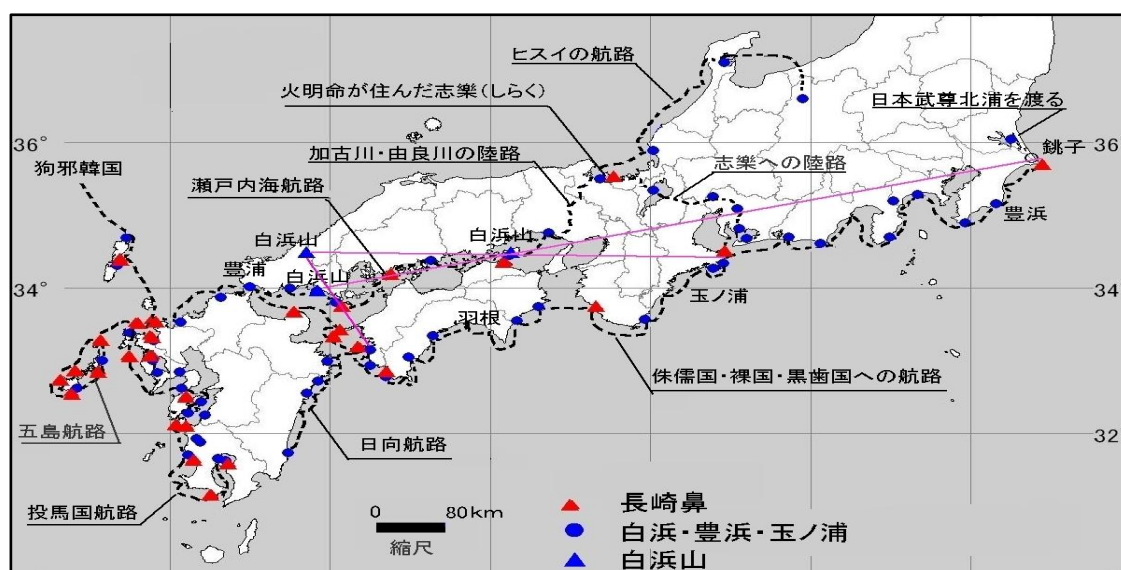 ヒスイの航路
火明命が住んだ志樂(しらく)
日本武尊北浦を渡る
36°
加古川・由良川の陸路
志樂への陸路
銚子
36
狗邪韓国
瀬戸内海航路
豊浜
白浜山
白浜山
豊浦
白浜山
34°
玉ノ浦
34
羽根
侏儒国・裸国・黒歯国への航路
五島航路
日向航路
32
投馬国航路
0 80km
縮尺
長崎鼻
白浜・豊浜・玉ノ浦
白浜山